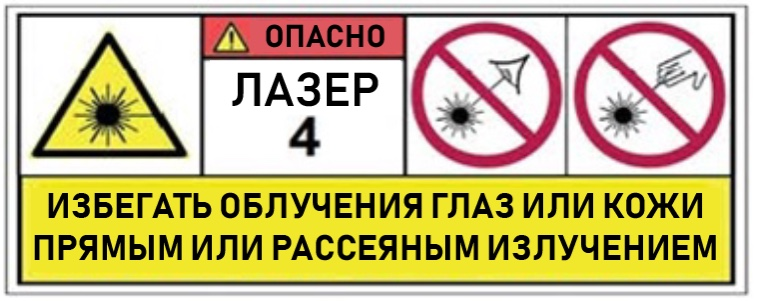 ОПАСНО
ЛАЗЕР
4
ИЗБЕГАТЬ ОБЛУЧЕНИЯ ГЛАЗ ИЛИ КОЖИ
ПРЯМЫМ ИЛИ РАССЕЯНЫМ ИЗЛУЧЕНИЕМ